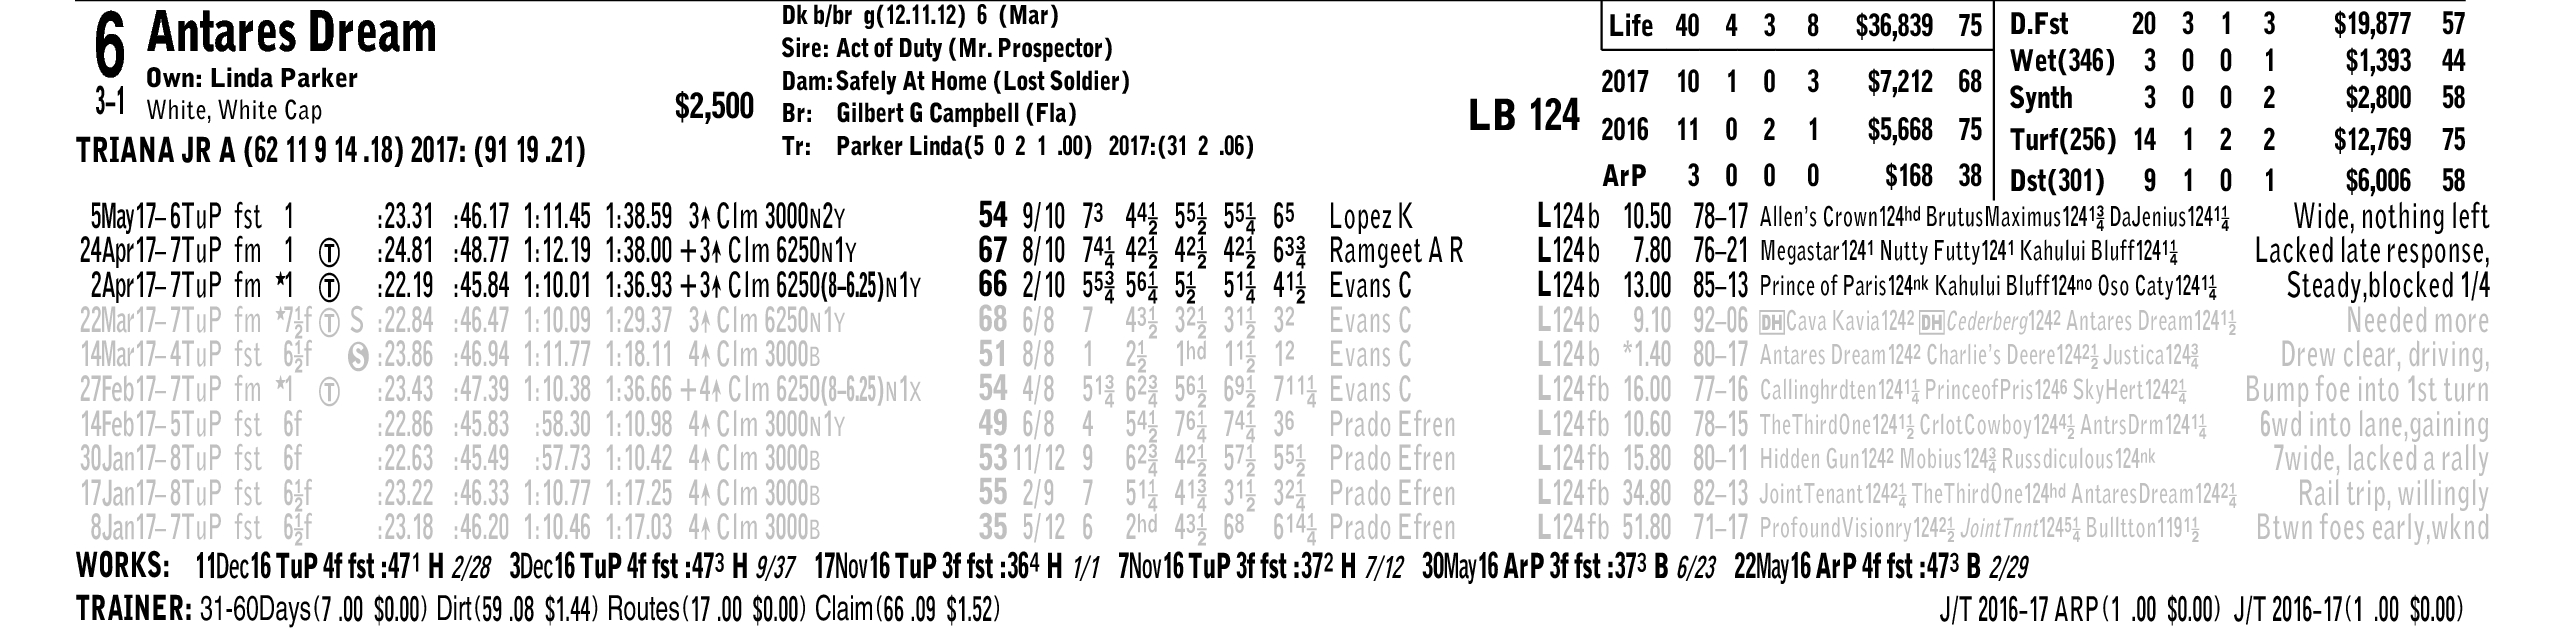 6 Antares Dream
Own: Linda Parker
3–1 White, White Cap
$2,500
TRIANA JR A (62 11 9 14 .18) 2017: (91 19 .21)
Dk b/br g(12.11.12) 6 (Mar)
Sire: Act of Duty (Mr. Prospector)
Dam: Safely At Home (Lost Soldier)
Br: Gilbert G Campbell (Fla)
Tr: Parker Linda(5 0 2 1 .00) 2017:(31 2 .06)
LB 124
Life 40 4 3 8 $36,839 75
2017 10 1 0 3 $7,212 68
2016 11 0 2 1 $5,668 75
ArP 3 0 0 0 $168 38
D.Fst 20 3 1 3 $19,877 57
Wet(346) 3 0 0 1 $1,393 44
Synth 3 0 0 2 $2,800 58
Turf(256) 14 1 2 2 $12,769 75
Dst(301) 9 1 0 1 $6,006 58
5May17–6TuP fst 1 :23.31 :46.17 1:11.45 1:38.59 3↑ Clm 3000N2Y 54 9/10 7³ 4⁴½ 5⁵½ 5⁵¼ 6⁵ Lopez K L124b 10.50 78–17 Allen's Crown124ʰᵈ BrutusMaximus124¹¾ DaJenius124¹¼ Wide, nothing left
24Apr17–7TuP fm 1 Ⓣ :24.81 :48.77 1:12.19 1:38.00 +3↑ Clm 6250N1Y 67 8/10 7⁴¼ 4²½ 4²½ 4²½ 6³¾ Ramgeet A R L124b 7.80 76–21 Megastar124¹ Nutty Futty124¹ Kahului Bluff124¹¼ Lacked late response,
2Apr17–7TuP fm *1 Ⓣ :22.19 :45.84 1:10.01 1:36.93 +3↑ Clm 6250(8–6.25)N1Y 66 2/10 5⁵¾ 5⁶¼ 5½ 5¹¼ 4¹½ Evans C L124b 13.00 85–13 Prince of Paris124ⁿᵏ Kahului Bluff124ⁿᵒ Oso Caty124¹¼ Steady,blocked 1/4
22Mar17–7TuP fm *7½f Ⓣ S :22.84 :46.47 1:10.09 1:29.37 3↑ Clm 6250N1Y 68 6/8 7 4³½ 3²½ 3¹½ 3² Evans C L124b 9.10 92–06 DH Cava Kavia124² DH Cederberg124² Antares Dream124¹½ Needed more
14Mar17–4TuP fst 6½f Ⓢ :23.86 :46.94 1:11.77 1:18.11 4↑ Clm 3000B 51 8/8 1 2½ 1ʰᵈ 1¹½ 1² Evans C L124b *1.40 80–17 Antares Dream124² Charlie's Deere124²½ Justica124¾ Drew clear, driving,
27Feb17–7TuP fm *1 Ⓣ :23.43 :47.39 1:10.38 1:36.66 +4↑ Clm 6250(8–6.25)N1X 54 4/8 5¹¾ 6²¾ 5⁶½ 6⁹½ 7¹¹¼ Evans C L124fb 16.00 77–16 Callinghrdten124¹¼ PrinceofPris124⁶ SkyHert124²¼ Bump foe into 1st turn
14Feb17–5TuP fst 6f :22.86 :45.83 :58.30 1:10.98 4↑ Clm 3000N1Y 49 6/8 4 5⁴½ 7⁶¼ 7⁴¼ 3⁶ Prado Efren L124fb 10.60 78–15 TheThirdOne124¹½ CrlotCowboy124⁴½ AntrsDrm124¹¼ 6wd into lane,gaining
30Jan17–8TuP fst 6f :22.63 :45.49 :57.73 1:10.42 4↑ Clm 3000B 53 11/12 9 6²¾ 4²½ 5⁷½ 5⁵½ Prado Efren L124fb 15.80 80–11 Hidden Gun124² Mobius124¾ Russdiculous124ⁿᵏ 7wide, lacked a rally
17Jan17–8TuP fst 6½f :23.22 :46.33 1:10.77 1:17.25 4↑ Clm 3000B 55 2/9 7 5¹¼ 4¹¾ 3¹½ 3²¼ Prado Efren L124fb 34.80 82–13 JointTenant124²¼ TheThirdOne124ʰᵈ AntaresDream124²¼ Rail trip, willingly
8Jan17–7TuP fst 6½f :23.18 :46.20 1:10.46 1:17.03 4↑ Clm 3000B 35 5/12 6 2ʰᵈ 4³½ 6⁸ 6¹⁴¼ Prado Efren L124fb 51.80 71–17 ProfoundVisionry124²½ JointTnnt124⁵¼ Bulltton119¹½ Btwn foes early,wknd
WORKS: 11Dec16 TuP 4f fst :47¹ H 2/28 3Dec16 TuP 4f fst :47³ H 9/37 17Nov16 TuP 3f fst :36⁴ H 1/1 7Nov16 TuP 3f fst :37² H 7/12 30May16 ArP 3f fst :37³ B 6/23 22May16 ArP 4f fst :47³ B 2/29
TRAINER: 31-60Days(7 .00 $0.00) Dirt(59 .08 $1.44) Routes(17 .00 $0.00) Claim(66 .09 $1.52) J/T 2016-17 ARP(1 .00 $0.00) J/T 2016-17(1 .00 $0.00)